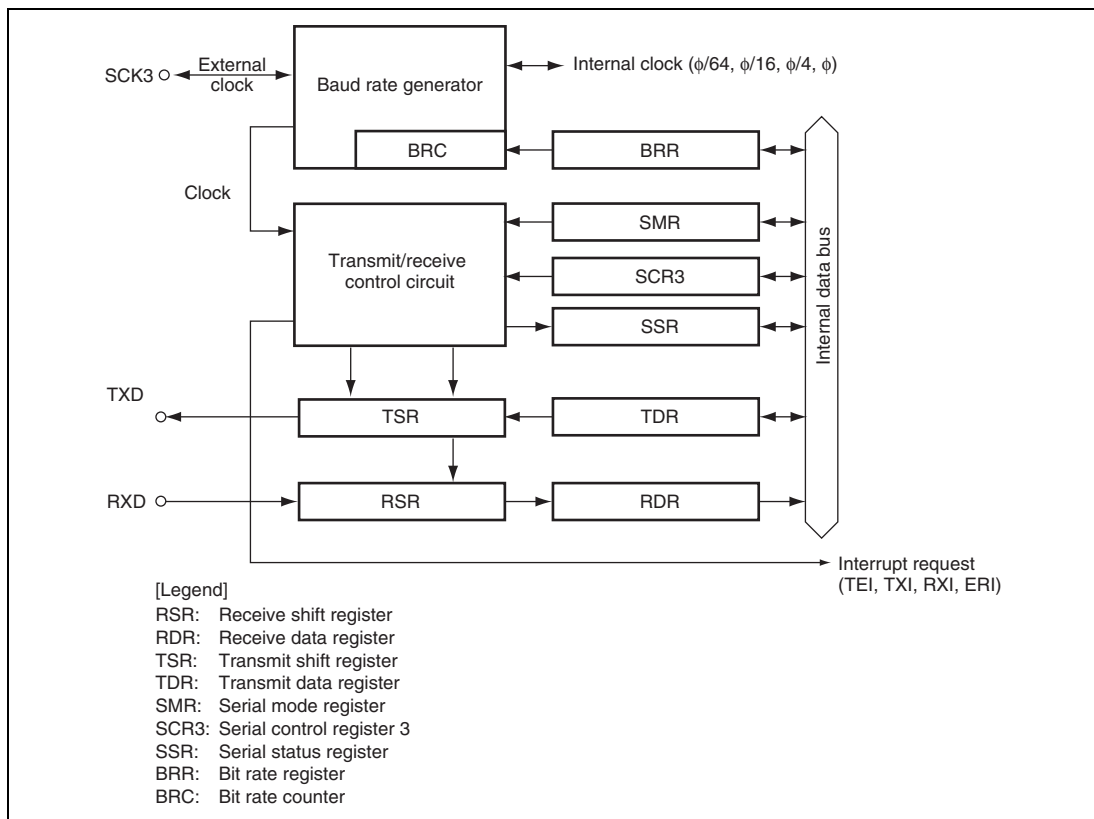 SCK3
External
clock
Baud rate generator
Internal clock (ϕ/64, ϕ/16, ϕ/4, ϕ)
BRC
BRR
Clock
SMR
Transmit/receive
control circuit
SCR3
SSR
Internal data bus
TXD
TSR
TDR
RXD
RSR
RDR
Interrupt request
(TEI, TXI, RXI, ERI)
[Legend]
RSR: Receive shift register
RDR: Receive data register
TSR: Transmit shift register
TDR: Transmit data register
SMR: Serial mode register
SCR3: Serial control register 3
SSR: Serial status register
BRR: Bit rate register
BRC: Bit rate counter